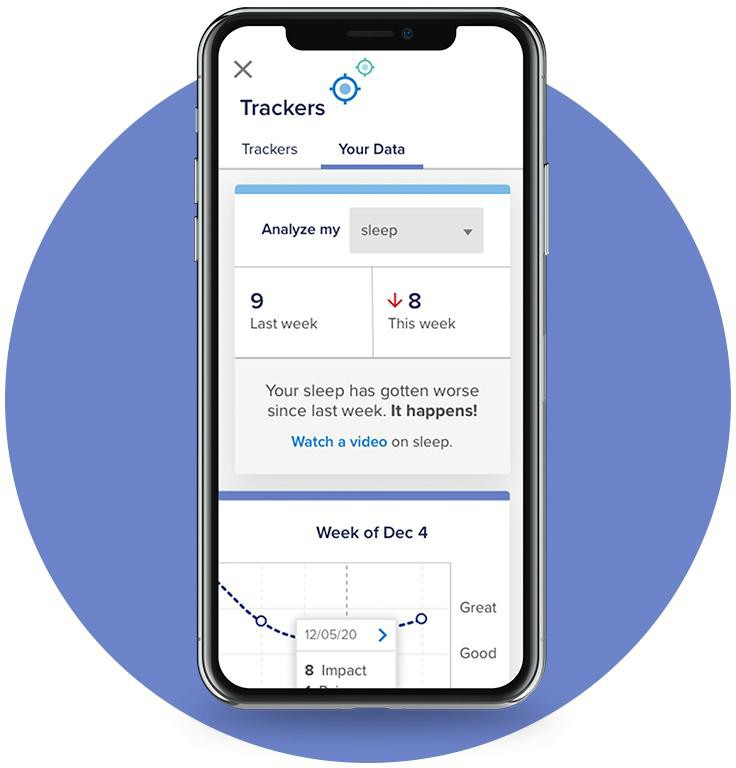 Trackers
Trackers
Your Data
Analyze my
sleep
9
Last week
8
This week
Your sleep has gotten worse
since last week. It happens!
Watch a video on sleep.
Week of Dec 4
Great
Good
12/05/20
8 Impact